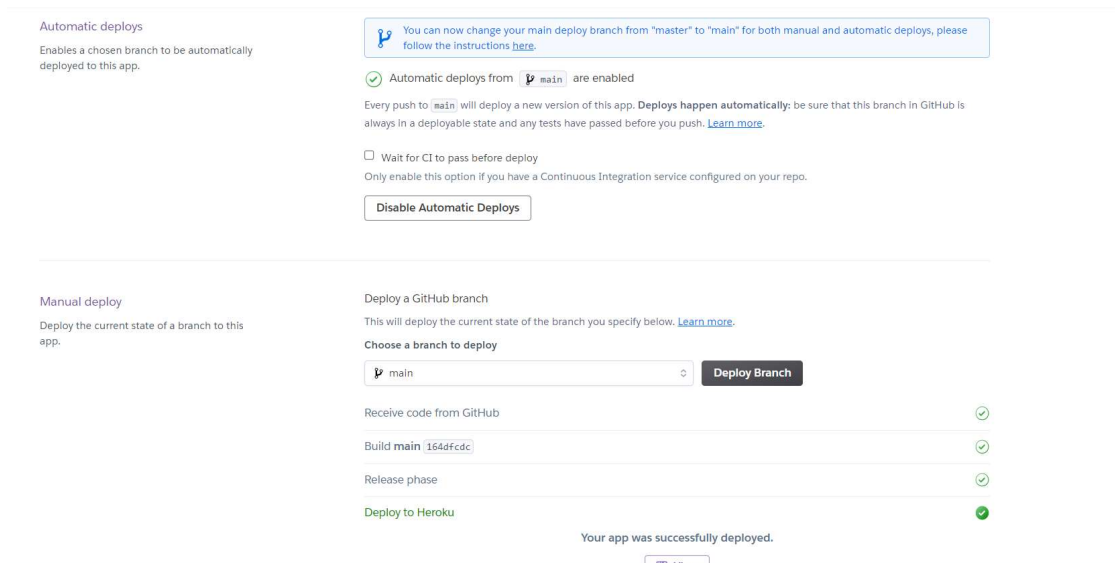 Automatic deploys
Enables a chosen branch to be automatically
deployed to this app.
You can now change your main deploy branch from "master" to "main" for both manual and automatic deploys, please
follow the instructions here.
Automatic deploys from main are enabled
Every push to main will deploy a new version of this app. Deploys happen automatically: be sure that this branch in GitHub is
always in a deployable state and any tests have passed before you push. Learn more.
Wait for CI to pass before deploy
Only enable this option if you have a Continuous Integration service configured on your repo.
Disable Automatic Deploys
Manual deploy
Deploy the current state of a branch to this
app.
Deploy a GitHub branch
This will deploy the current state of the branch you specify below. Learn more.
Choose a branch to deploy
main
Deploy Branch
Receive code from GitHub
Build main 164dfcdc
Release phase
Deploy to Heroku
Your app was successfully deployed.